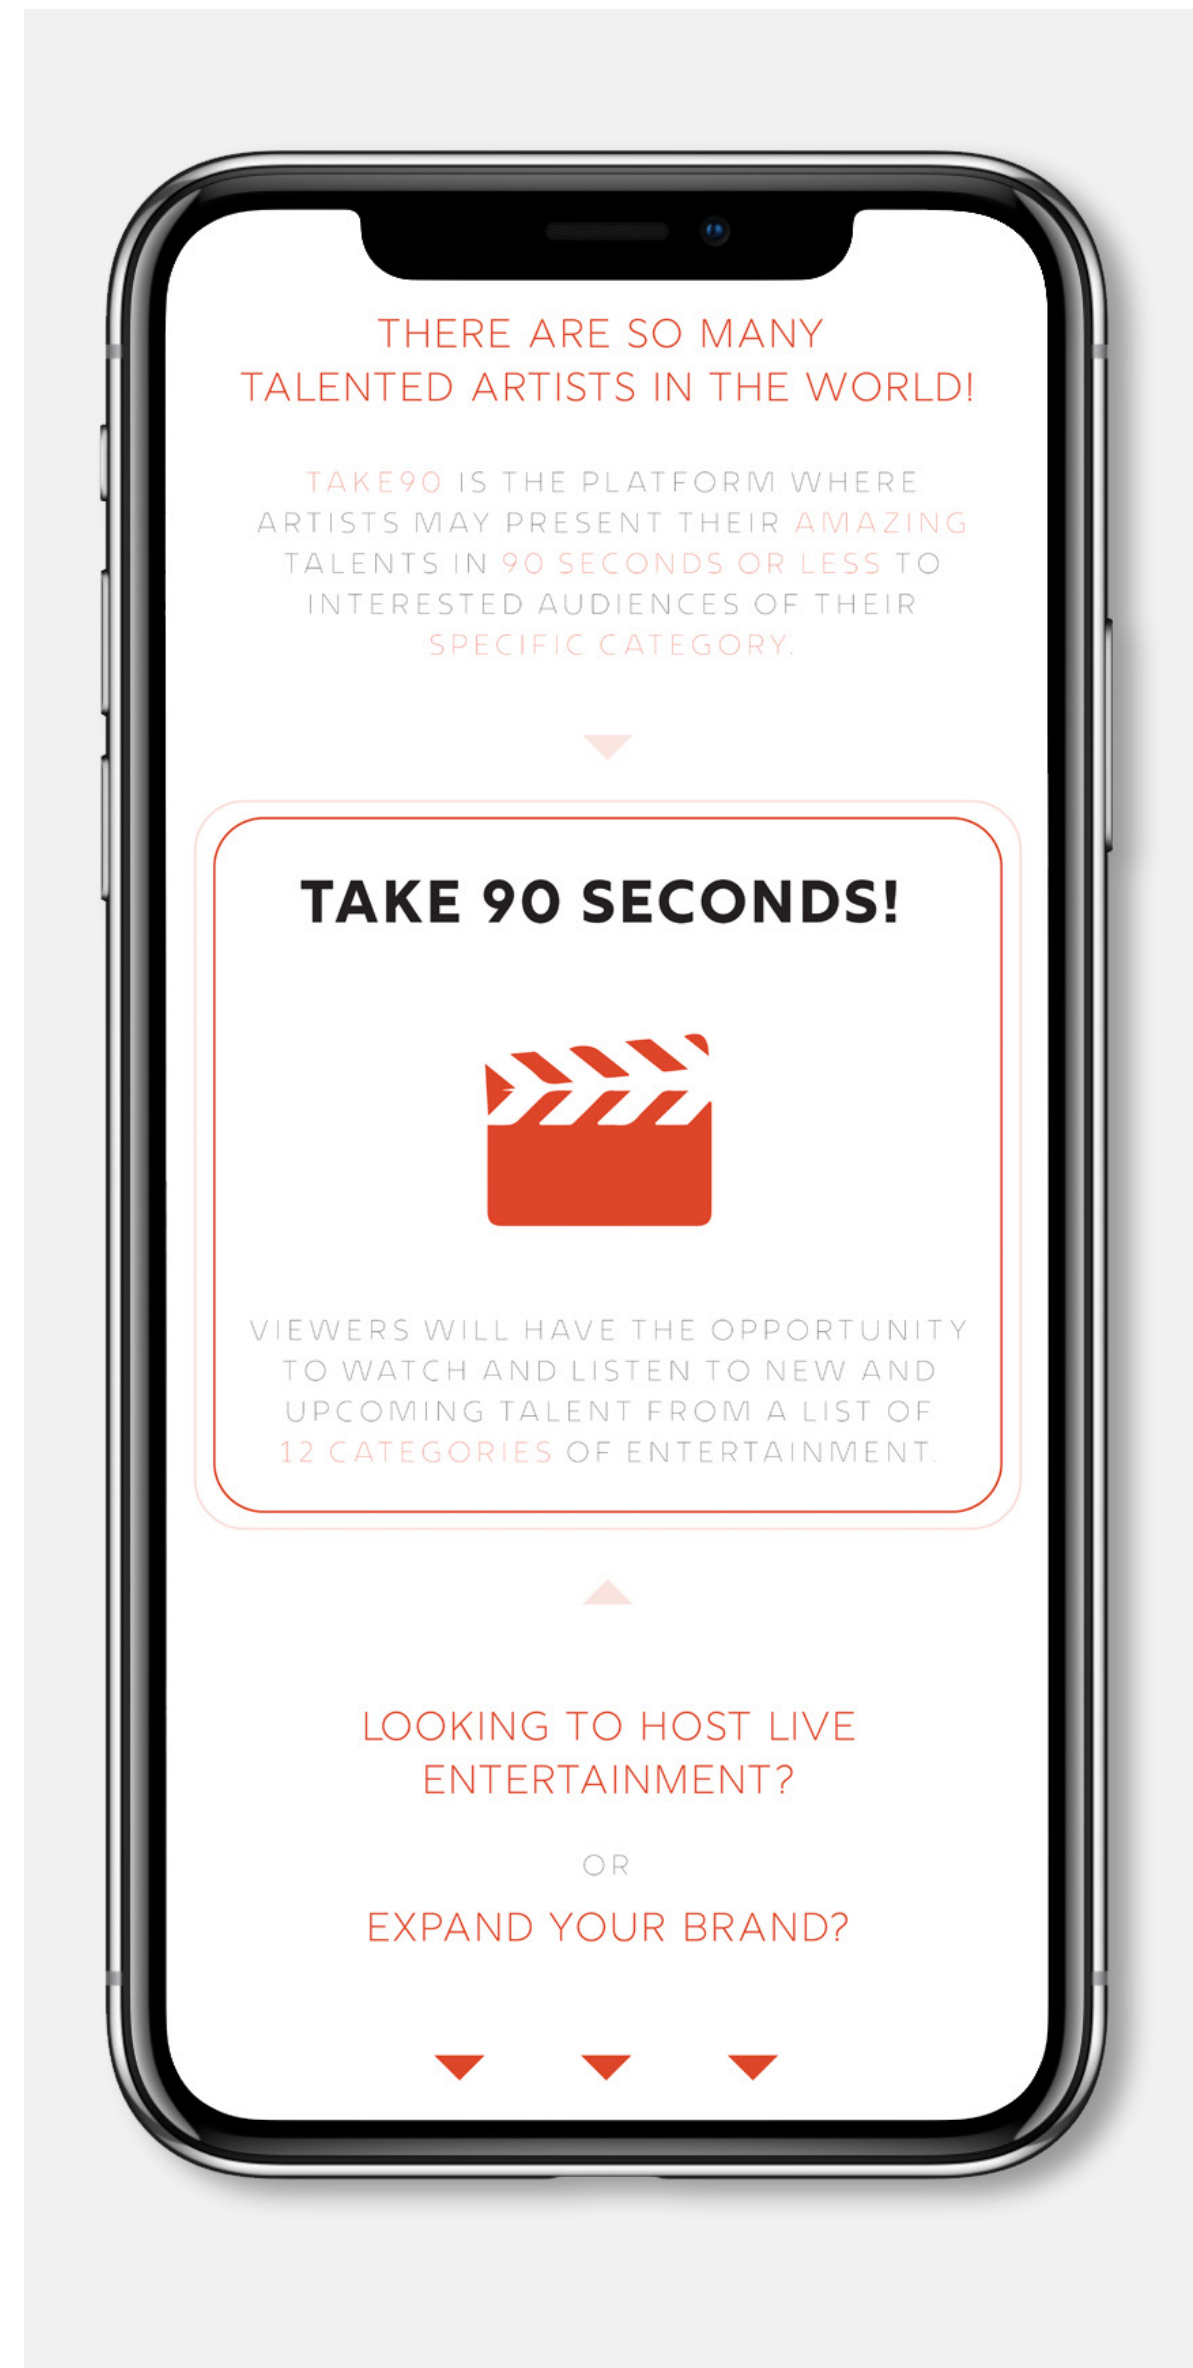 THERE ARE SO MANY
TALENTED ARTISTS IN THE WORLD!
TAKE90 IS THE PLATFORM WHERE
ARTISTS MAY PRESENT THEIR AMAZING
TALENTS IN 90 SECONDS OR LESS TO
INTERESTED AUDIENCES OF THEIR
SPECIFIC CATEGORY.
TAKE 90 SECONDS!
VIEWERS WILL HAVE THE OPPORTUNITY
TO WATCH AND LISTEN TO NEW AND
UPCOMING TALENT FROM A LIST OF
12 CATEGORIES OF ENTERTAINMENT.
LOOKING TO HOST LIVE
ENTERTAINMENT?
OR
EXPAND YOUR BRAND?